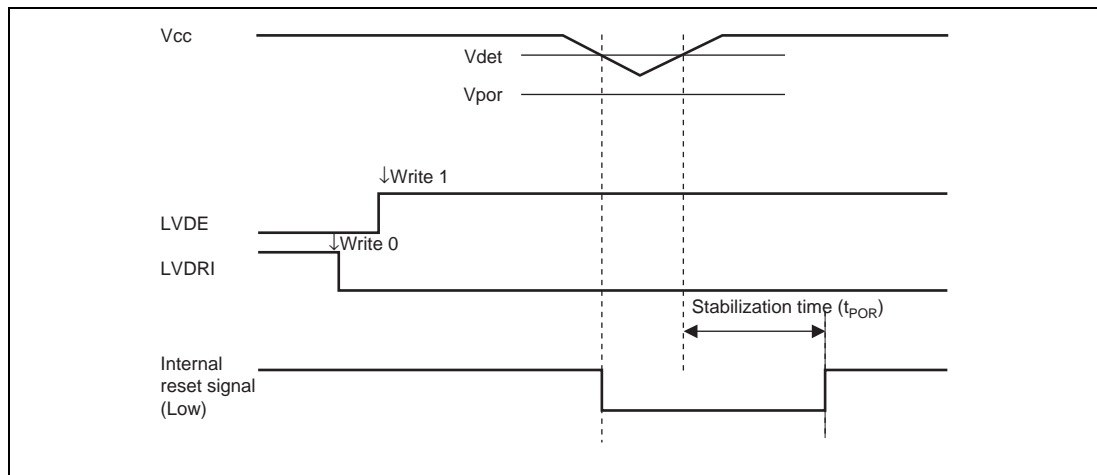 Vcc
Vdet
Vpor
↓Write 1
LVDE
↓Write 0
LVDRI
Stabilization time (tPOR)
Internal
reset signal
(Low)